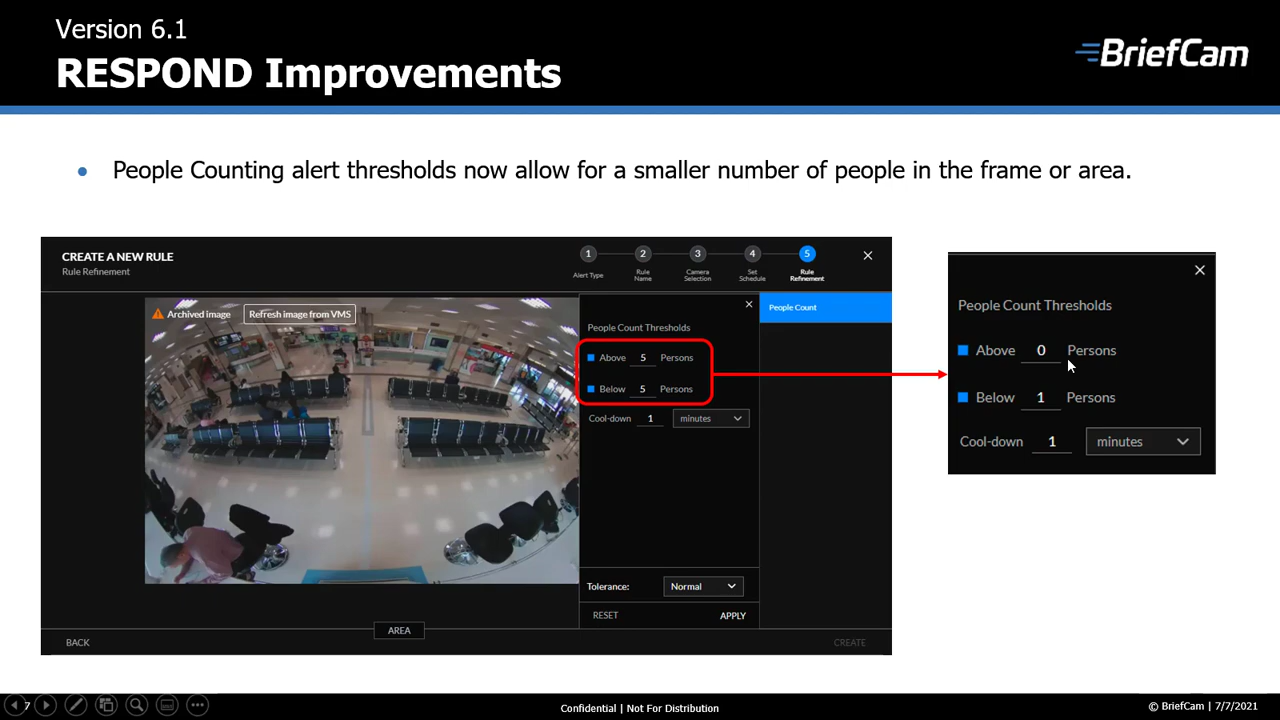 Version 6.1
RESPOND Improvements
BriefCam
• People Counting alert thresholds now allow for a smaller number of people in the frame or area.
CREATE A NEW RULE
Rule Refinement
1 2 3 4 5
Alert Type
Rule Name
Camera Selection
Set Schedule
Rule Refinement
Archived image
Refresh image from VMS
People Count Thresholds
Above 5 Persons
Below 5 Persons
Cool-down 1 minutes
Tolerance: Normal
RESET APPLY
People Count
AREA
BACK
CREATE
People Count Thresholds
Above 0 Persons
Below 1 Persons
Cool-down 1 minutes
7
Confidential | Not For Distribution
© BriefCam | 7/7/2021